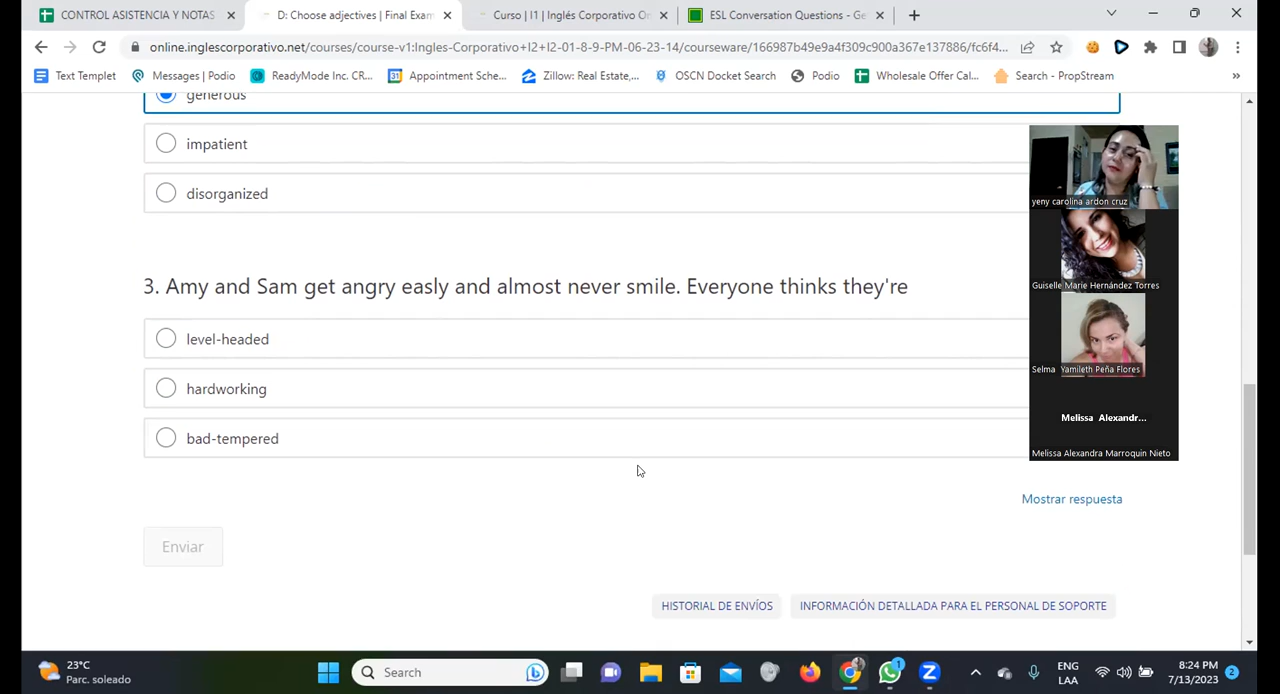 CONTROL ASISTENCIA Y NOTAS
D: Choose adjectives | Final Exam
Curso | I1 | Inglés Corporativo On
ESL Conversation Questions - Ge
online.inglescorporativo.net/courses/course-v1:Ingles-Corporativo+I2+I2-01-8-9-PM-06-23-14/courseware/166987b49e9a4f309c900a367e137886/fc6f4...
Text Templet
Messages | Podio
ReadyMode Inc. CR...
Appointment Sche...
Zillow: Real Estate,...
OSCN Docket Search
Podio
Wholesale Offer Cal...
Search - PropStream
»
generous
impatient
disorganized
3. Amy and Sam get angry easly and almost never smile. Everyone thinks they're
level-headed
hardworking
bad-tempered
yeny carolina ardon cruz
Guiselle Marie Hernández Torres
Selma Yamileth Peña Flores
Melissa Alexandr...
Melissa Alexandra Marroquin Nieto
Mostrar respuesta
Enviar
HISTORIAL DE ENVÍOS
INFORMACIÓN DETALLADA PARA EL PERSONAL DE SOPORTE
23°C
Parc. soleado
Search
1
ENG
LAA
8:24 PM
7/13/2023
2